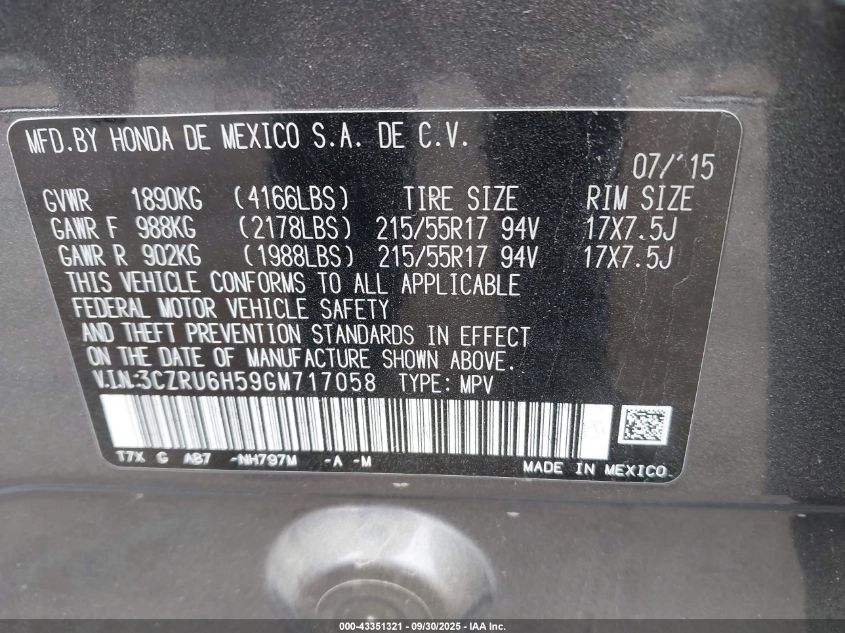 MFD.BY HONDA DE MEXICO S.A. DE C.V.
07/'15
GVWR 1890KG (4166LBS) TIRE SIZE RIM SIZE
GAWR F 988KG (2178LBS) 215/55R17 94V 17X7.5J
GAWR R 902KG (1988LBS) 215/55R17 94V 17X7.5J
THIS VEHICLE CONFORMS TO ALL APPLICABLE
FEDERAL MOTOR VEHICLE SAFETY
AND THEFT PREVENTION STANDARDS IN EFFECT
ON THE DATE OF MANUFACTURE SHOWN ABOVE.
V.I.N.:3CZRU6H59GM717058 TYPE: MPV
T7X G AB7 -NH797M -A -M
MADE IN MEXICO
000-43351321 - 09/30/2025 - IAA Inc.